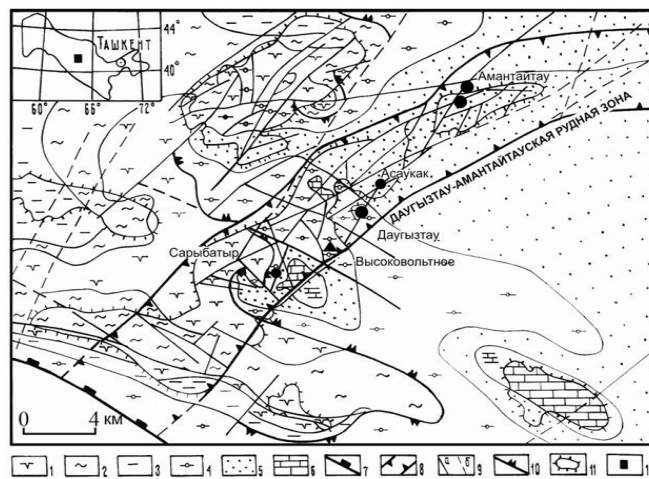 ТАШКЕНТ
44°
40°
60° 66° 72°
Амантайтау
ДАУГЫЗТАУ-АМАНТАЙТАУСКАЯ РУДНАЯ ЗОНА
Асаукак
Даугызтау
Сарыбатыр
Высоковольтное
0 4 км
1 2 3 4 5 6 7 8 а б 9 10 11 1